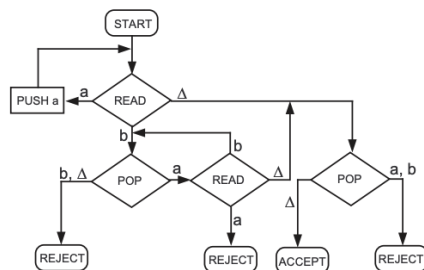 START
PUSH a
a
READ
Δ
b
b
b, Δ
POP
a
READ
Δ
POP
a, b
Δ
a
REJECT
REJECT
ACCEPT
REJECT